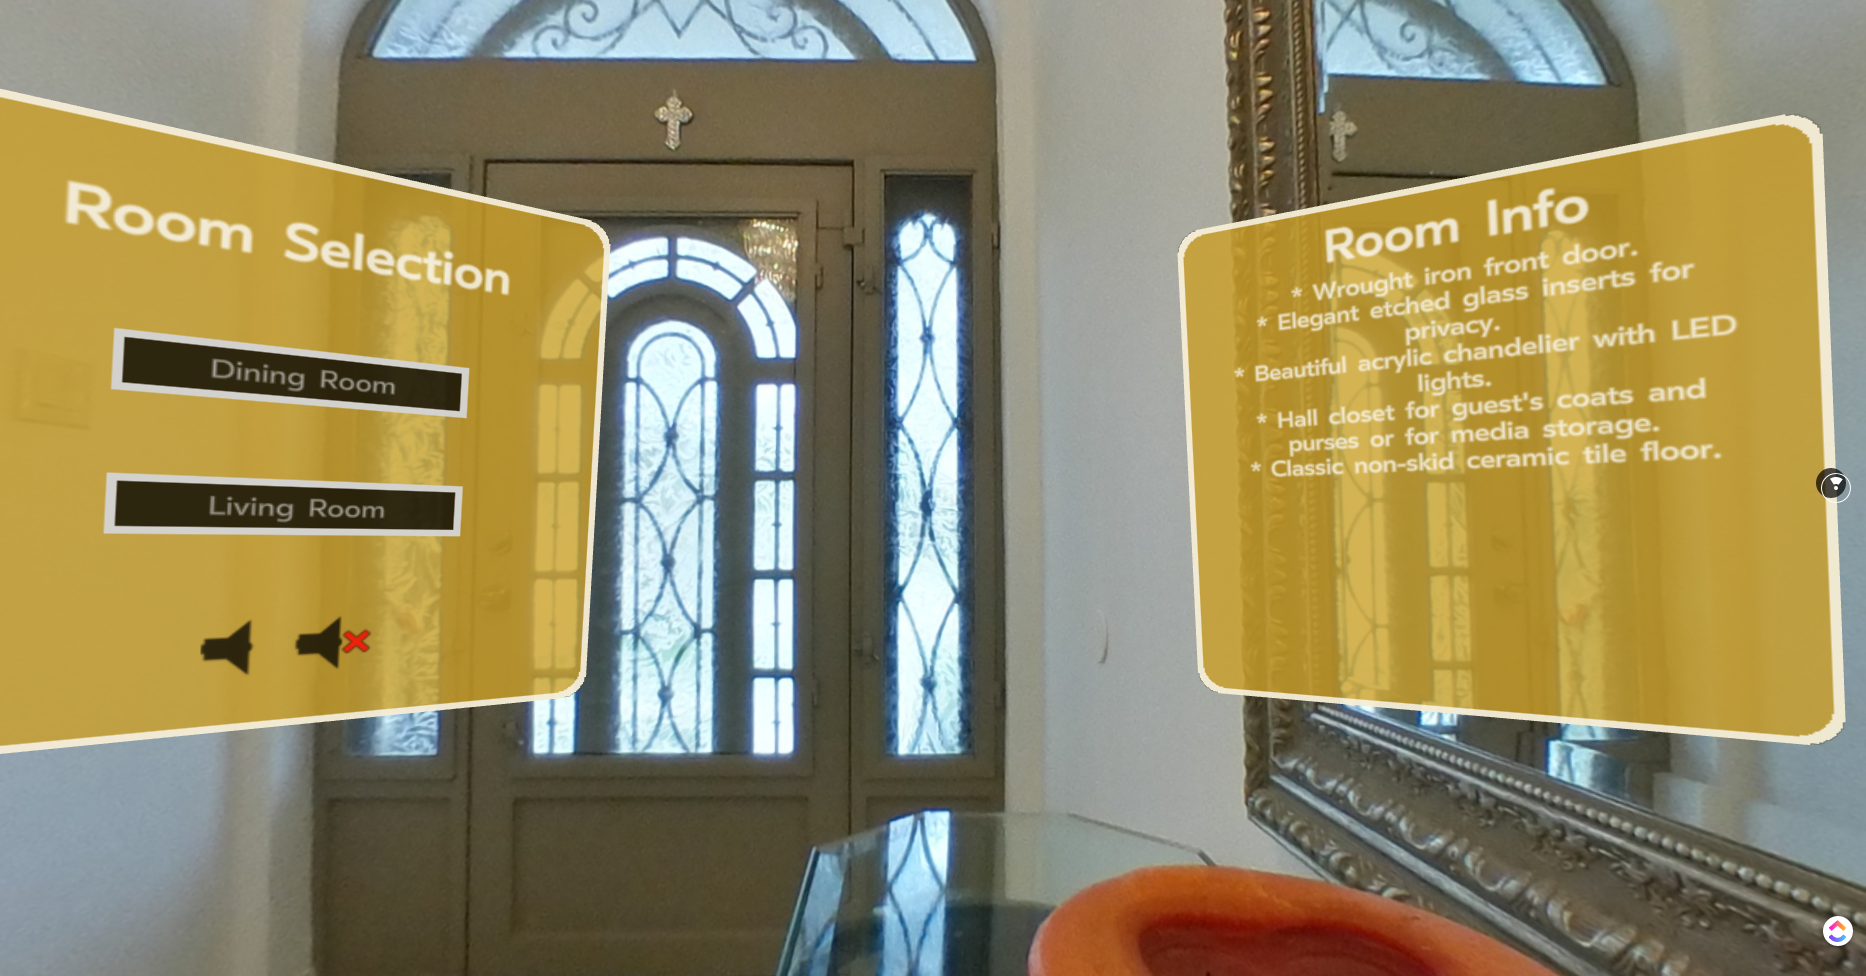 Room Selection
Dining Room
Living Room
Room Info
* Wrought iron front door.
* Elegant etched glass inserts for
privacy.
* Beautiful acrylic chandelier with LED
lights.
* Hall closet for guest's coats and
purses or for media storage.
* Classic non-skid ceramic tile floor.